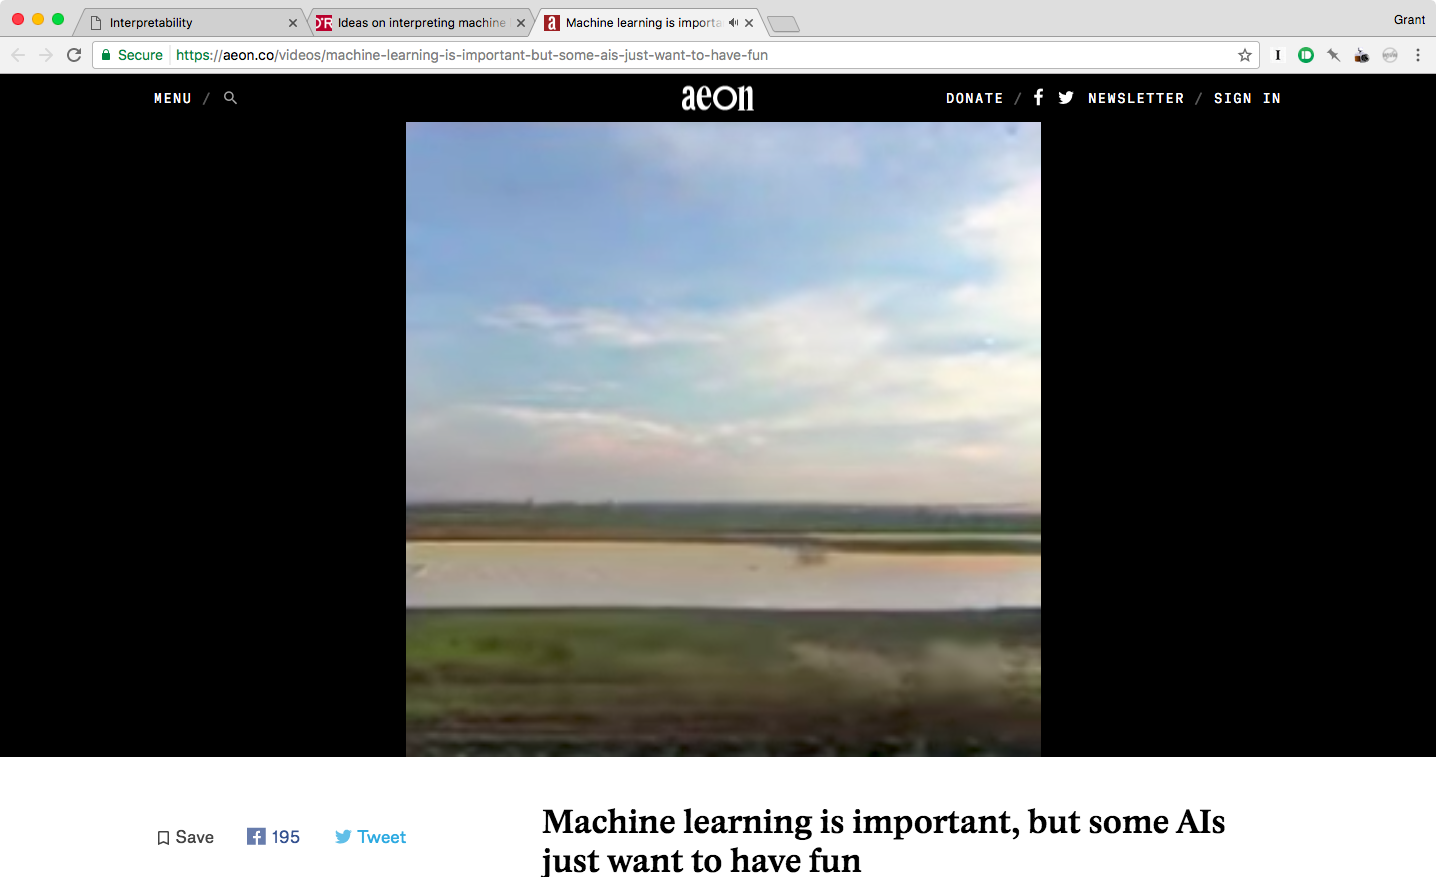 Interpretability
Ideas on interpreting machine
Machine learning is importa
Grant
Secure
https://aeon.co/videos/machine-learning-is-important-but-some-ais-just-want-to-have-fun
MENU /
aeon
DONATE / NEWSLETTER / SIGN IN
Save
195
Tweet
Machine learning is important, but some AIs
just want to have fun